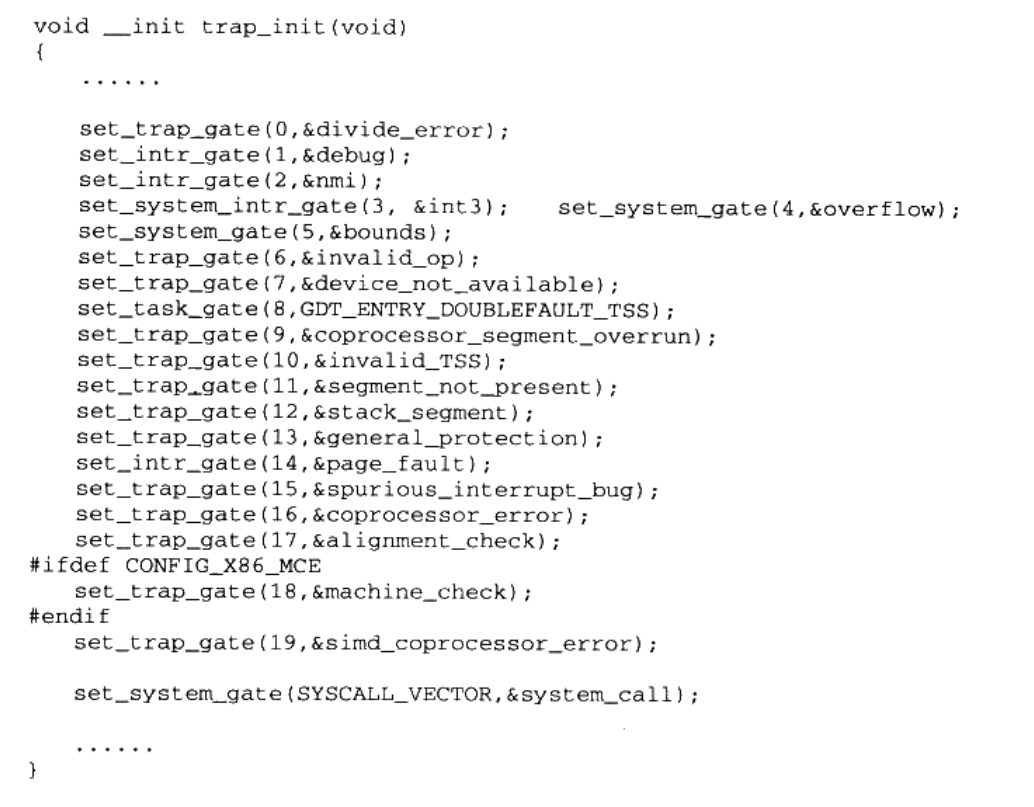 void __init trap_init(void)
{
    ......

    set_trap_gate(0,&divide_error);
    set_intr_gate(1,&debug);
    set_intr_gate(2,&nmi);
    set_system_intr_gate(3, &int3);    set_system_gate(4,&overflow);
    set_system_gate(5,&bounds);
    set_trap_gate(6,&invalid_op);
    set_trap_gate(7,&device_not_available);
    set_task_gate(8,GDT_ENTRY_DOUBLEFAULT_TSS);
    set_trap_gate(9,&coprocessor_segment_overrun);
    set_trap_gate(10,&invalid_TSS);
    set_trap_gate(11,&segment_not_present);
    set_trap_gate(12,&stack_segment);
    set_trap_gate(13,&general_protection);
    set_intr_gate(14,&page_fault);
    set_trap_gate(15,&spurious_interrupt_bug);
    set_trap_gate(16,&coprocessor_error);
    set_trap_gate(17,&alignment_check);
#ifdef CONFIG_X86_MCE
    set_trap_gate(18,&machine_check);
#endif
    set_trap_gate(19,&simd_coprocessor_error);

    set_system_gate(SYSCALL_VECTOR,&system_call);

    ......
}